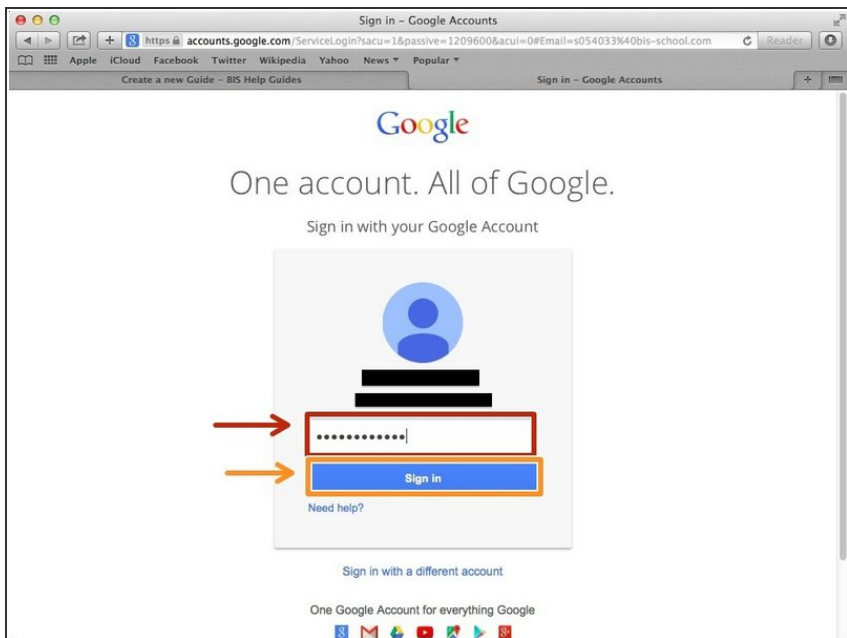 Sign in – Google Accounts
https accounts.google.com/ServiceLogin?sacu=1&passive=1209600&acui=0#Email=s054033%40bis-school.com
Reader
Apple iCloud Facebook Twitter Wikipedia Yahoo News Popular
Create a new Guide – BIS Help Guides
Sign in – Google Accounts
Google
One account. All of Google.
Sign in with your Google Account
Sign in
Need help?
Sign in with a different account
One Google Account for everything Google